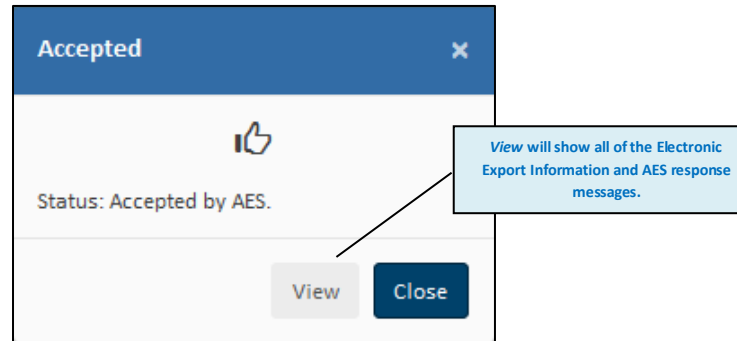 Accepted ×
View will show all of the Electronic
Export Information and AES response
messages.
Status: Accepted by AES.
View Close